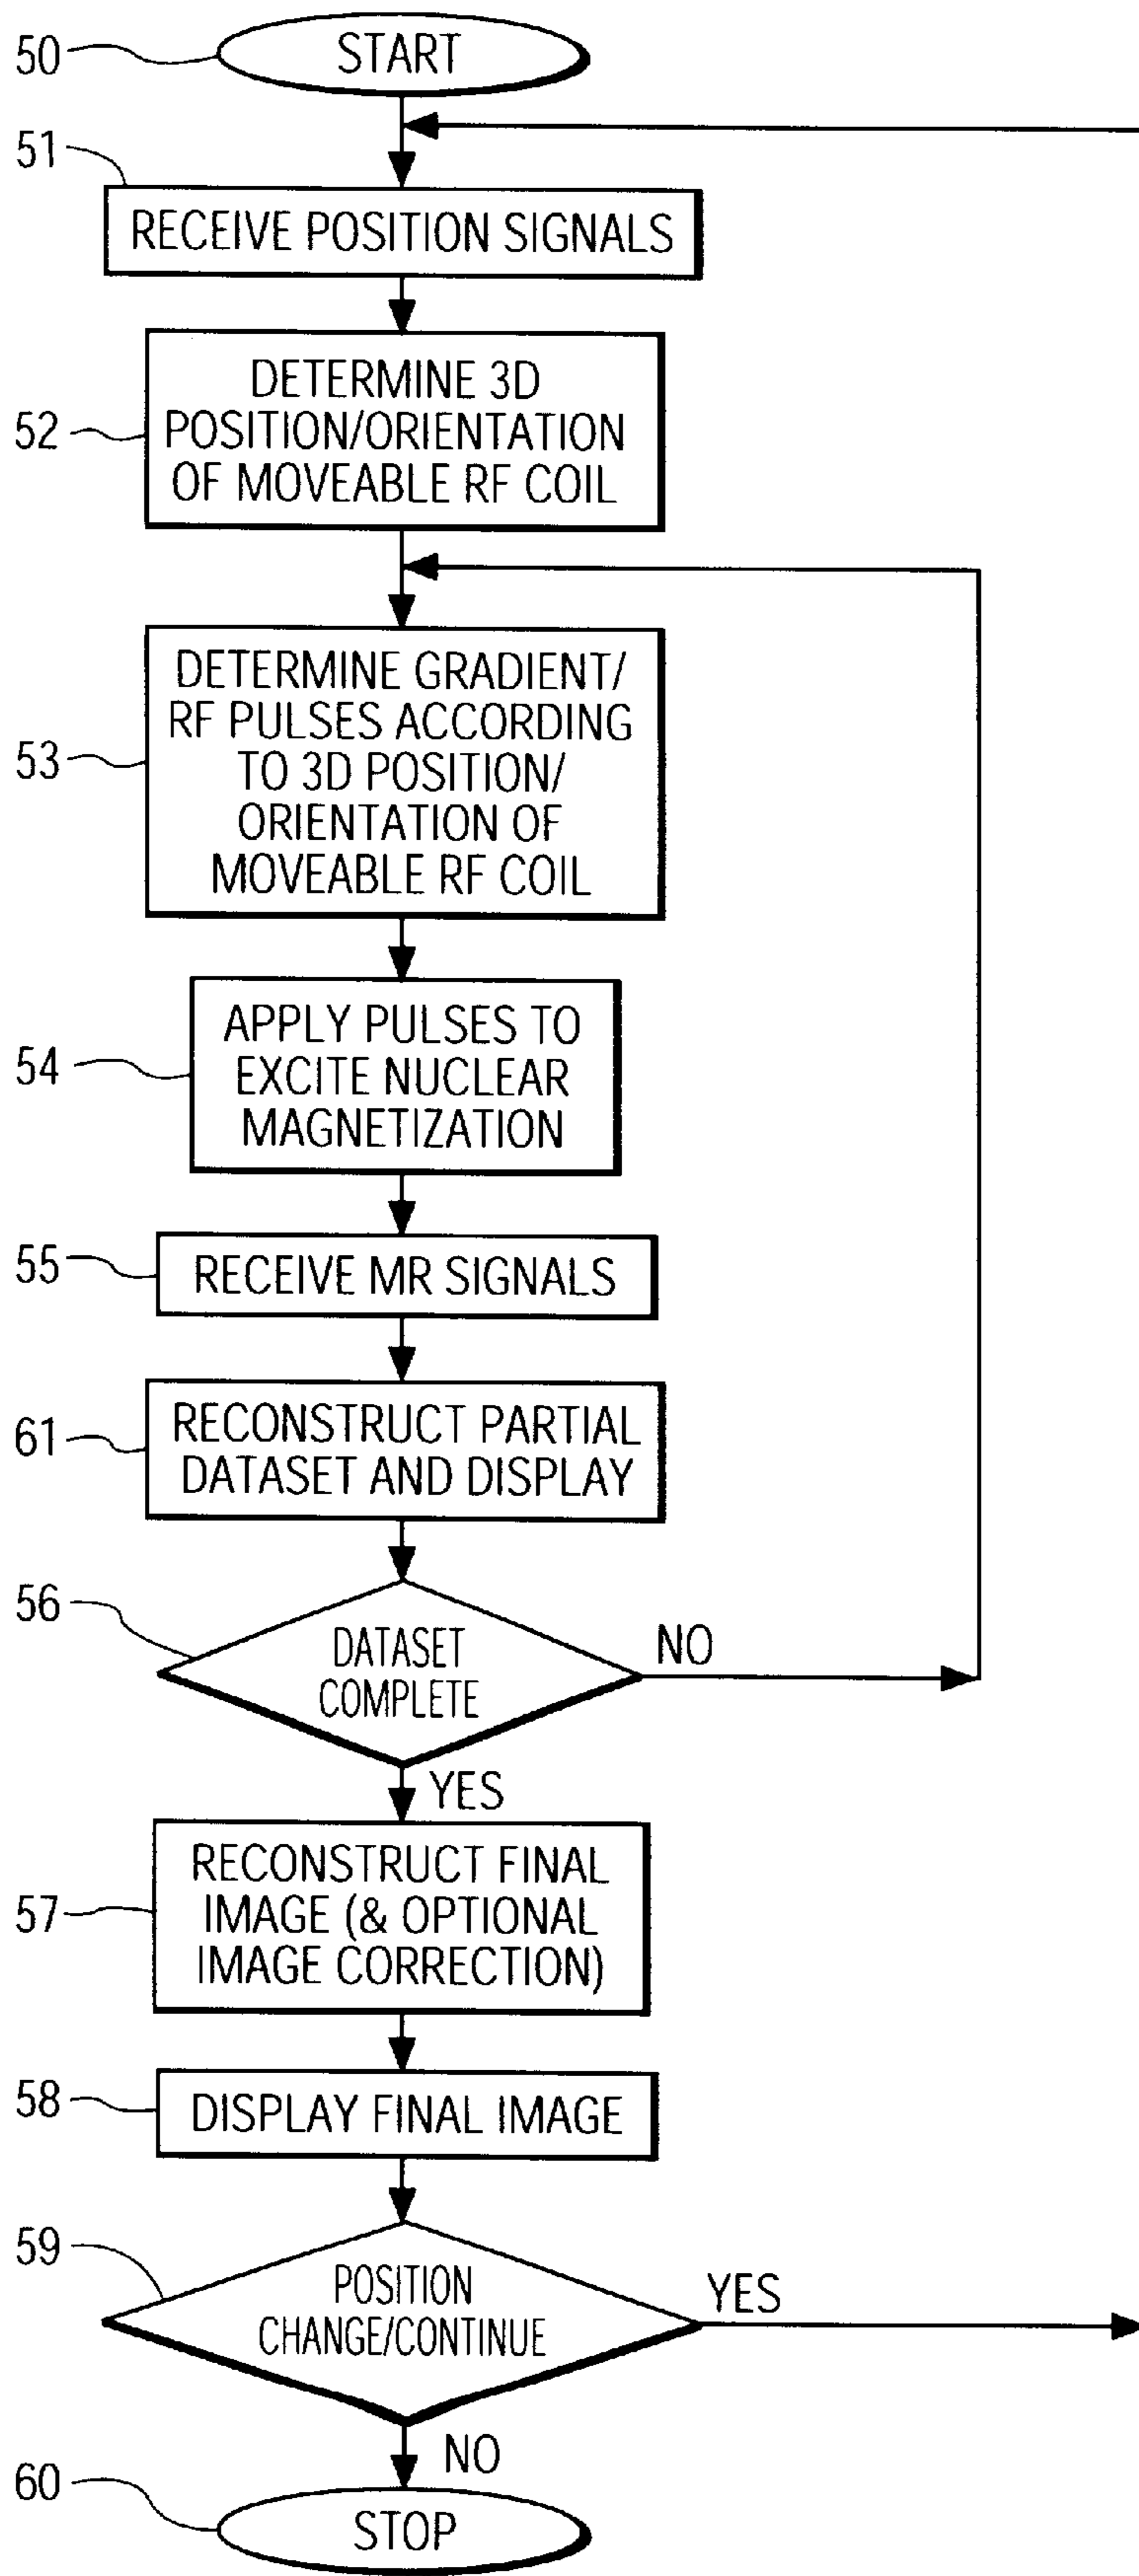 50
START
51
RECEIVE POSITION SIGNALS
52
DETERMINE 3D
POSITION/ORIENTATION
OF MOVEABLE RF COIL
53
DETERMINE GRADIENT/
RF PULSES ACCORDING
TO 3D POSITION/
ORIENTATION OF
MOVEABLE RF COIL
54
APPLY PULSES TO
EXCITE NUCLEAR
MAGNETIZATION
55
RECEIVE MR SIGNALS
61
RECONSTRUCT PARTIAL
DATASET AND DISPLAY
56
DATASET
COMPLETE
NO
YES
57
RECONSTRUCT FINAL
IMAGE (& OPTIONAL
IMAGE CORRECTION)
58
DISPLAY FINAL IMAGE
59
POSITION
CHANGE/CONTINUE
YES
NO
60
STOP